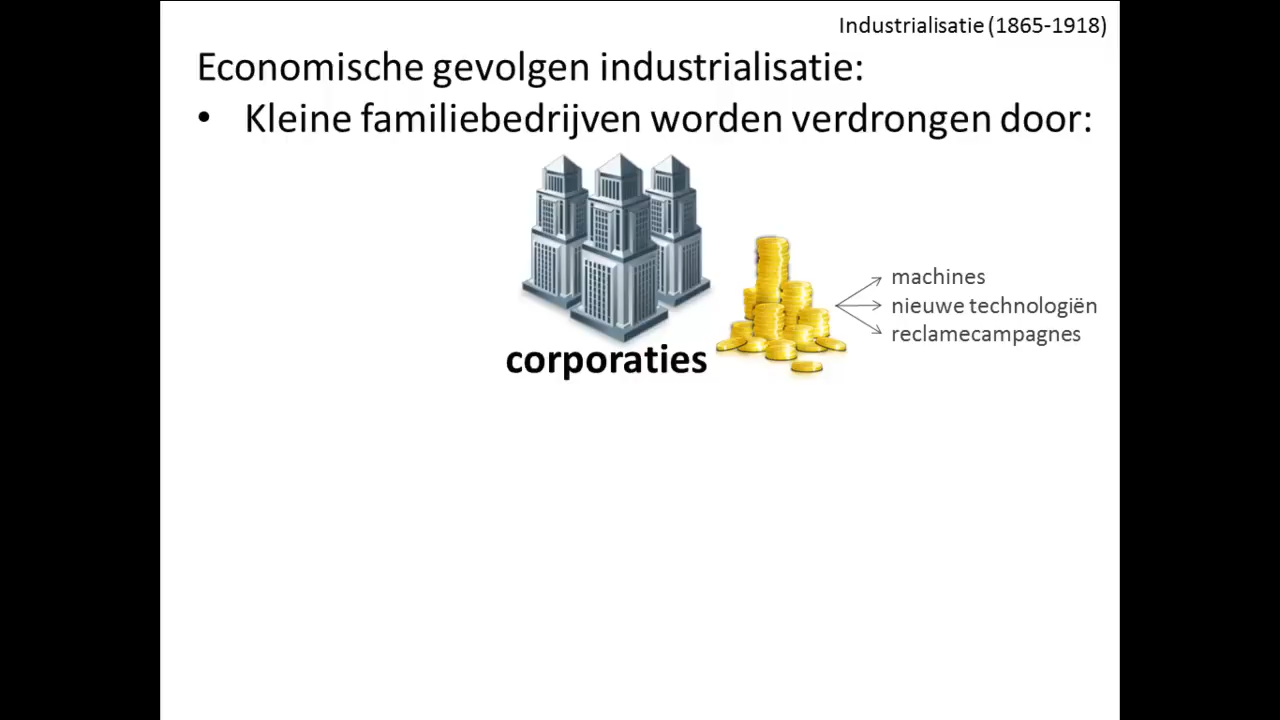 Industrialisatie (1865-1918)
Economische gevolgen industrialisatie:
• Kleine familiebedrijven worden verdrongen door:
machines
nieuwe technologiën
reclamecampagnes
corporaties